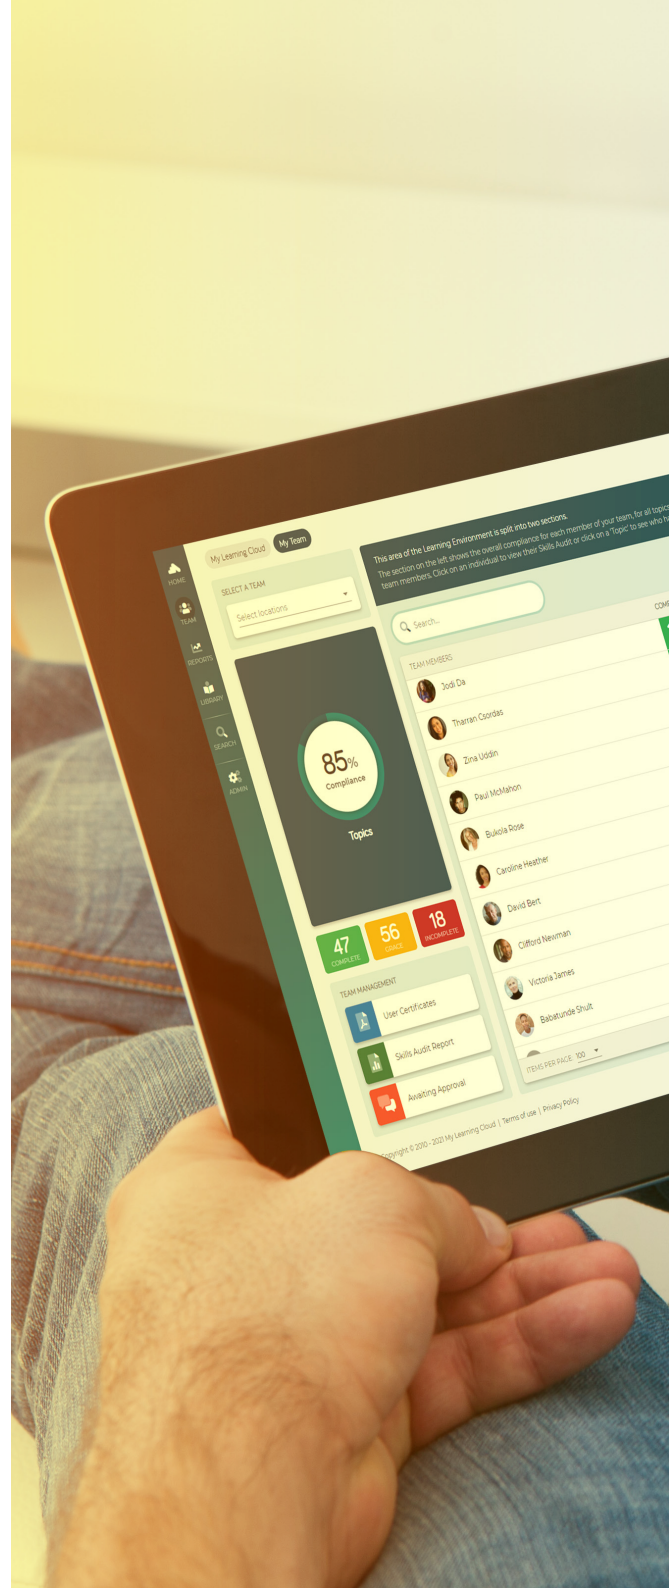 My Learning Cloud
My Team
HOME
TEAM
REPORTS
LIBRARY
SEARCH
ADMIN
SELECT A TEAM
Select locations
85%
Compliance
Topics
47
COMPLETE
56
GRACE
18
INCOMPLETE
TEAM MANAGEMENT
User Certificates
Skills Audit Report
Awaiting Approval
This area of the Learning Environment is split into two sections.
The section on the left shows the overall compliance for each member of your team, for all topics
team members. Click on an individual to view their Skills Audit or click on a 'Topic' to see who
Search...
TEAM MEMBERS
Jodi Da
Tharran Csordas
Zina Uddin
Paul McMahon
Bukola Rose
Caroline Heather
David Bert
Clifford Newman
Victoria James
Babatunde Shult
ITEMS PER PAGE: 100
Copyright © 2010 - 2021 My Learning Cloud | Terms of use | Privacy Policy